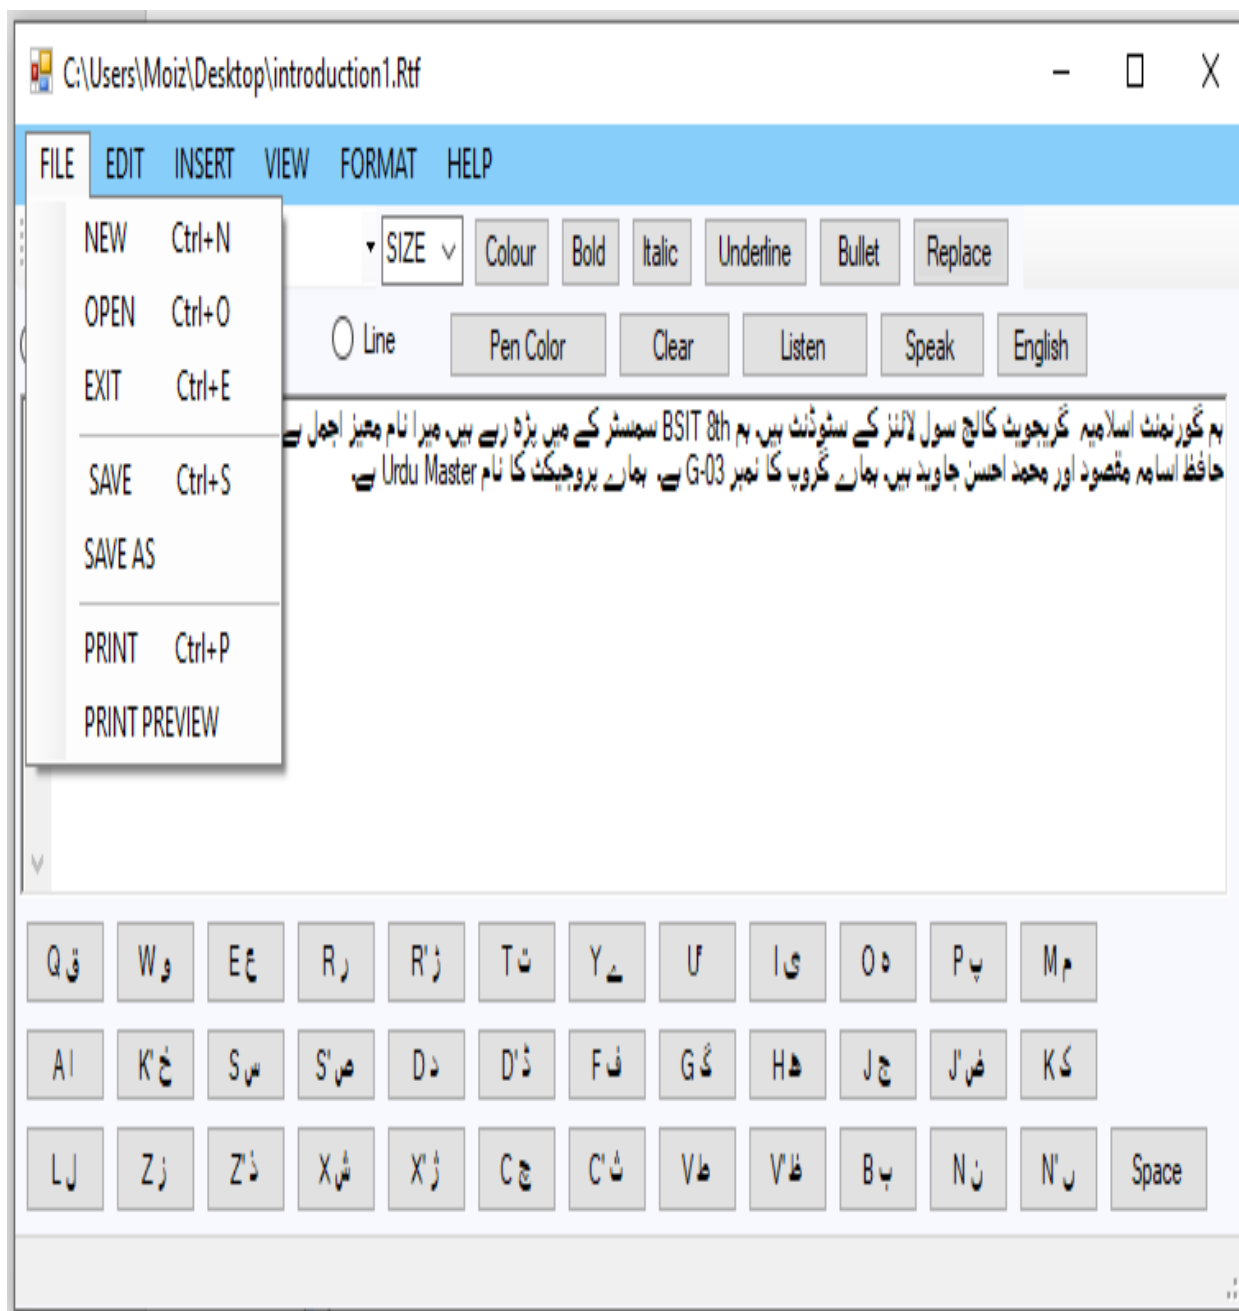 C:\Users\Moiz\Desktop\introduction1.Rtf
FILE EDIT INSERT VIEW FORMAT HELP
NEW Ctrl+N
OPEN Ctrl+O
EXIT Ctrl+E
SAVE Ctrl+S
SAVE AS
PRINT Ctrl+P
PRINT PREVIEW
SIZE Colour Bold Italic Underline Bullet Replace
Line Pen Color Clear Listen Speak English
ہم گورنمنٹ اسلامیہ گریجویٹ کالج سول لائنز کے سٹوڈنٹ ہیں۔ ہم BSIT 8th سمسٹر کے میں پڑہ رہے ہیں۔ میرا نام معیز اجمل ہے
حافظ اسامہ مقصود اور محمد احسن جاوید ہیں۔ ہمارے گروپ کا نمبر G-03 ہے۔ ہمارے پروجیکٹ کا نام Urdu Master ہے۔
Q ق W و E ع R ر R' ڑ T ت Y ے U I ی O ہ P پ M م
A ا K' خ S س S' ص D د D' ڈ F ف G گ H ھ J ج J' ض K ک
L ل Z ز Z' ذ X ش X' ژ C چ C' ث V ط V' ظ B ب N ن N' ں Space